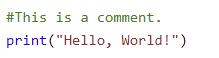 #This is a comment.
print("Hello, World!")